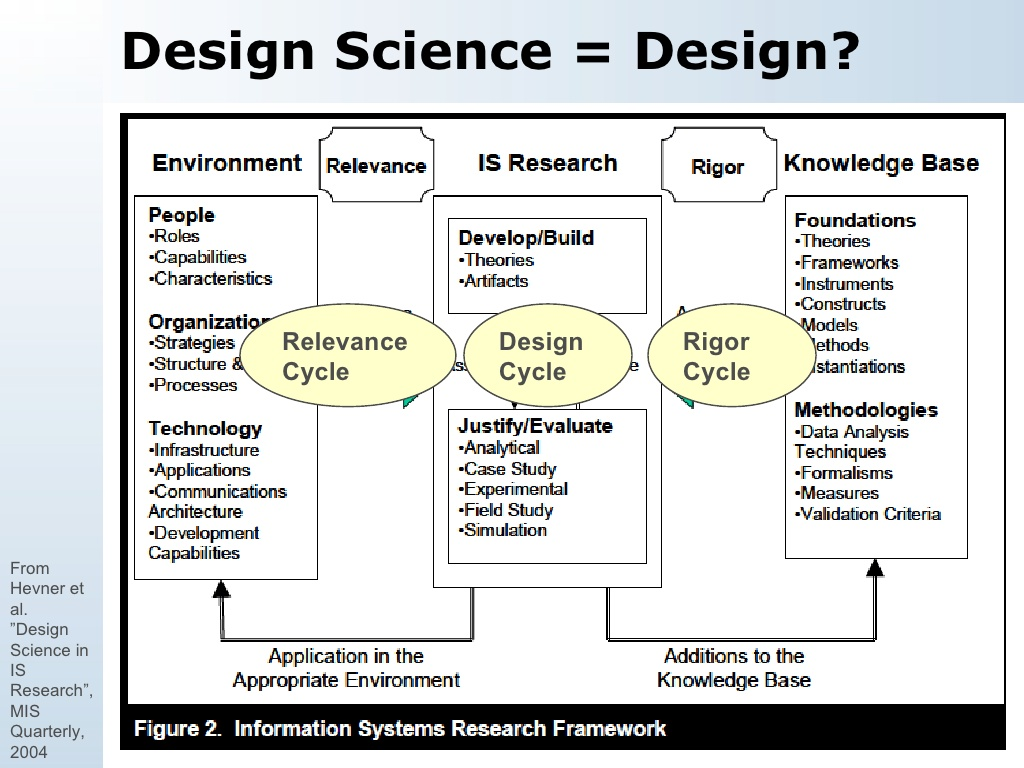 Design Science = Design?
Environment
Relevance
IS Research
Rigor
Knowledge Base
People
•Roles
•Capabilities
•Characteristics
•Strategies
•Structure &
•Processes
Technology
•Infrastructure
•Applications
•Communications
Architecture
•Development
Capabilities
Relevance
Cycle
Develop/Build
•Theories
•Artifacts
Design
Cycle
Justify/Evaluate
•Analytical
•Case Study
•Experimental
•Field Study
•Simulation
Rigor
Cycle
Foundations
•Theories
•Frameworks
•Instruments
•Constructs
Models
Methodologies
•Data Analysis
Techniques
•Formalisms
•Measures
•Validation Criteria
Application in the
Appropriate Environment
Additions to the
Knowledge Base
Figure 2. Information Systems Research Framework
From
Hevner et
al.
”Design
Science in
IS
Research”,
MIS
Quarterly,
2004